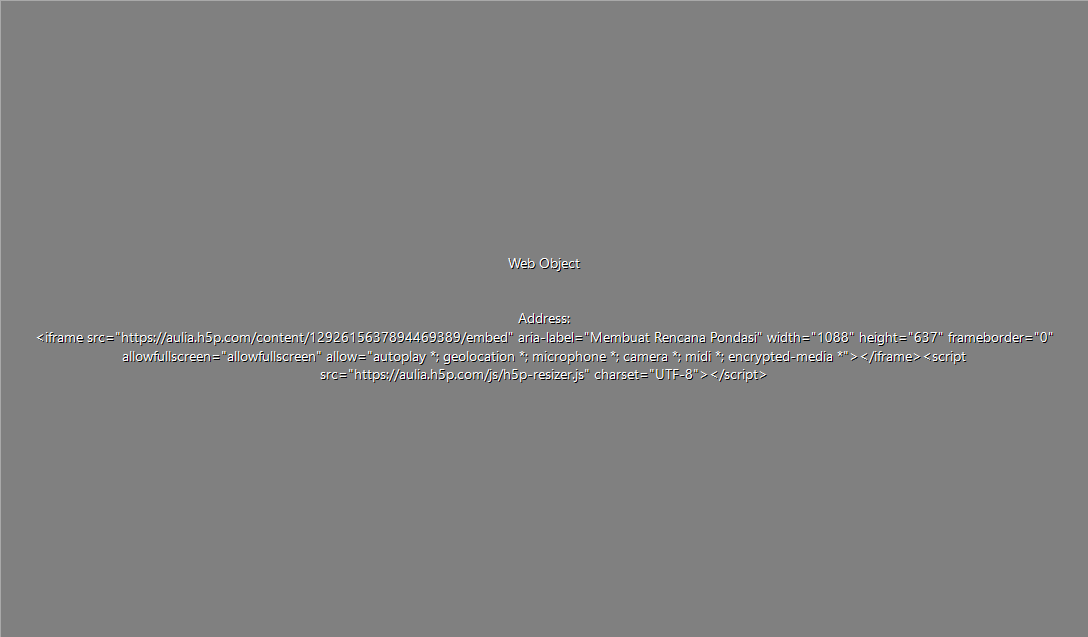 Web Object
Address:
<iframe src="https://aulia.h5p.com/content/1292615637894469389/embed" aria-label="Membuat Rencana Pondasi" width="1088" height="637" frameborder="0"
allowfullscreen="allowfullscreen" allow="autoplay *; geolocation *; microphone *; camera *; midi *; encrypted-media *"></iframe><script
src="https://aulia.h5p.com/js/h5p-resizer.js" charset="UTF-8"></script>